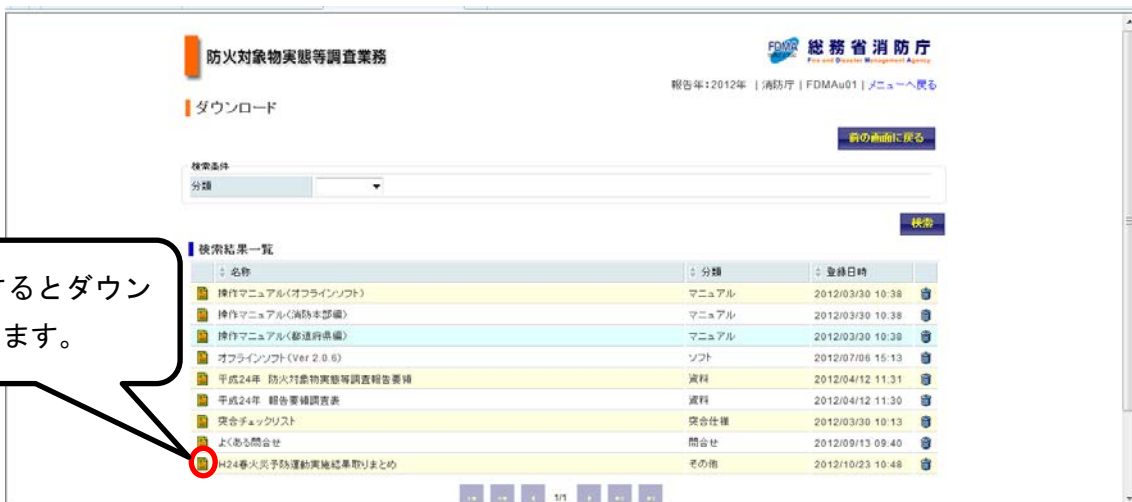 防火対象物実態等調査業務
FDMA 総務省消防庁
Fire and Disaster Management Agency
報告年:2012年 | 消防庁 | FDMAu01 | メニューへ戻る
ダウンロード
前の画面に戻る
検索条件
分類
検索
検索結果一覧
名称 分類 登録日時
操作マニュアル(オフラインソフト) マニュアル 2012/03/30 10:38
操作マニュアル(消防本部編) マニュアル 2012/03/30 10:38
操作マニュアル(都道府県編) マニュアル 2012/03/30 10:38
オフラインソフト(Ver 2.0.6) ソフト 2012/07/06 15:13
平成24年 防火対象物実態等調査報告要領 資料 2012/04/12 11:31
平成24年 報告要領調査表 資料 2012/04/12 11:30
突合チェックリスト 突合仕様 2012/03/30 10:13
よくある問合せ 問合せ 2012/09/13 09:40
H24春火災予防運動実施結果取りまとめ その他 2012/10/23 10:48
1/1
するとダウン
ます。